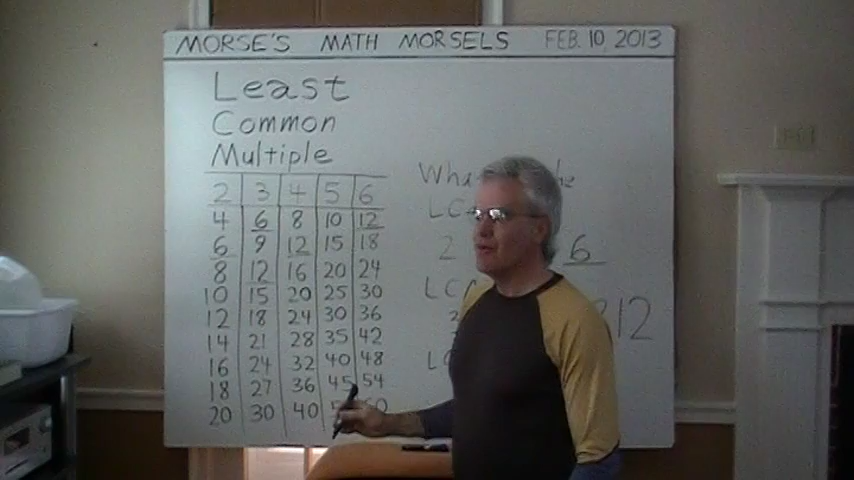 MORSE'S MATH MORSELS FEB. 10, 2013
Least
Common
Multiple
2 3 4 5 6
4 6 8 10 12
6 9 12 15 18
8 12 16 20 24
10 15 20 25 30
12 18 24 30 36
14 21 28 35 42
16 24 32 40 48
18 27 36 45 54
20 30 40
2 6
12